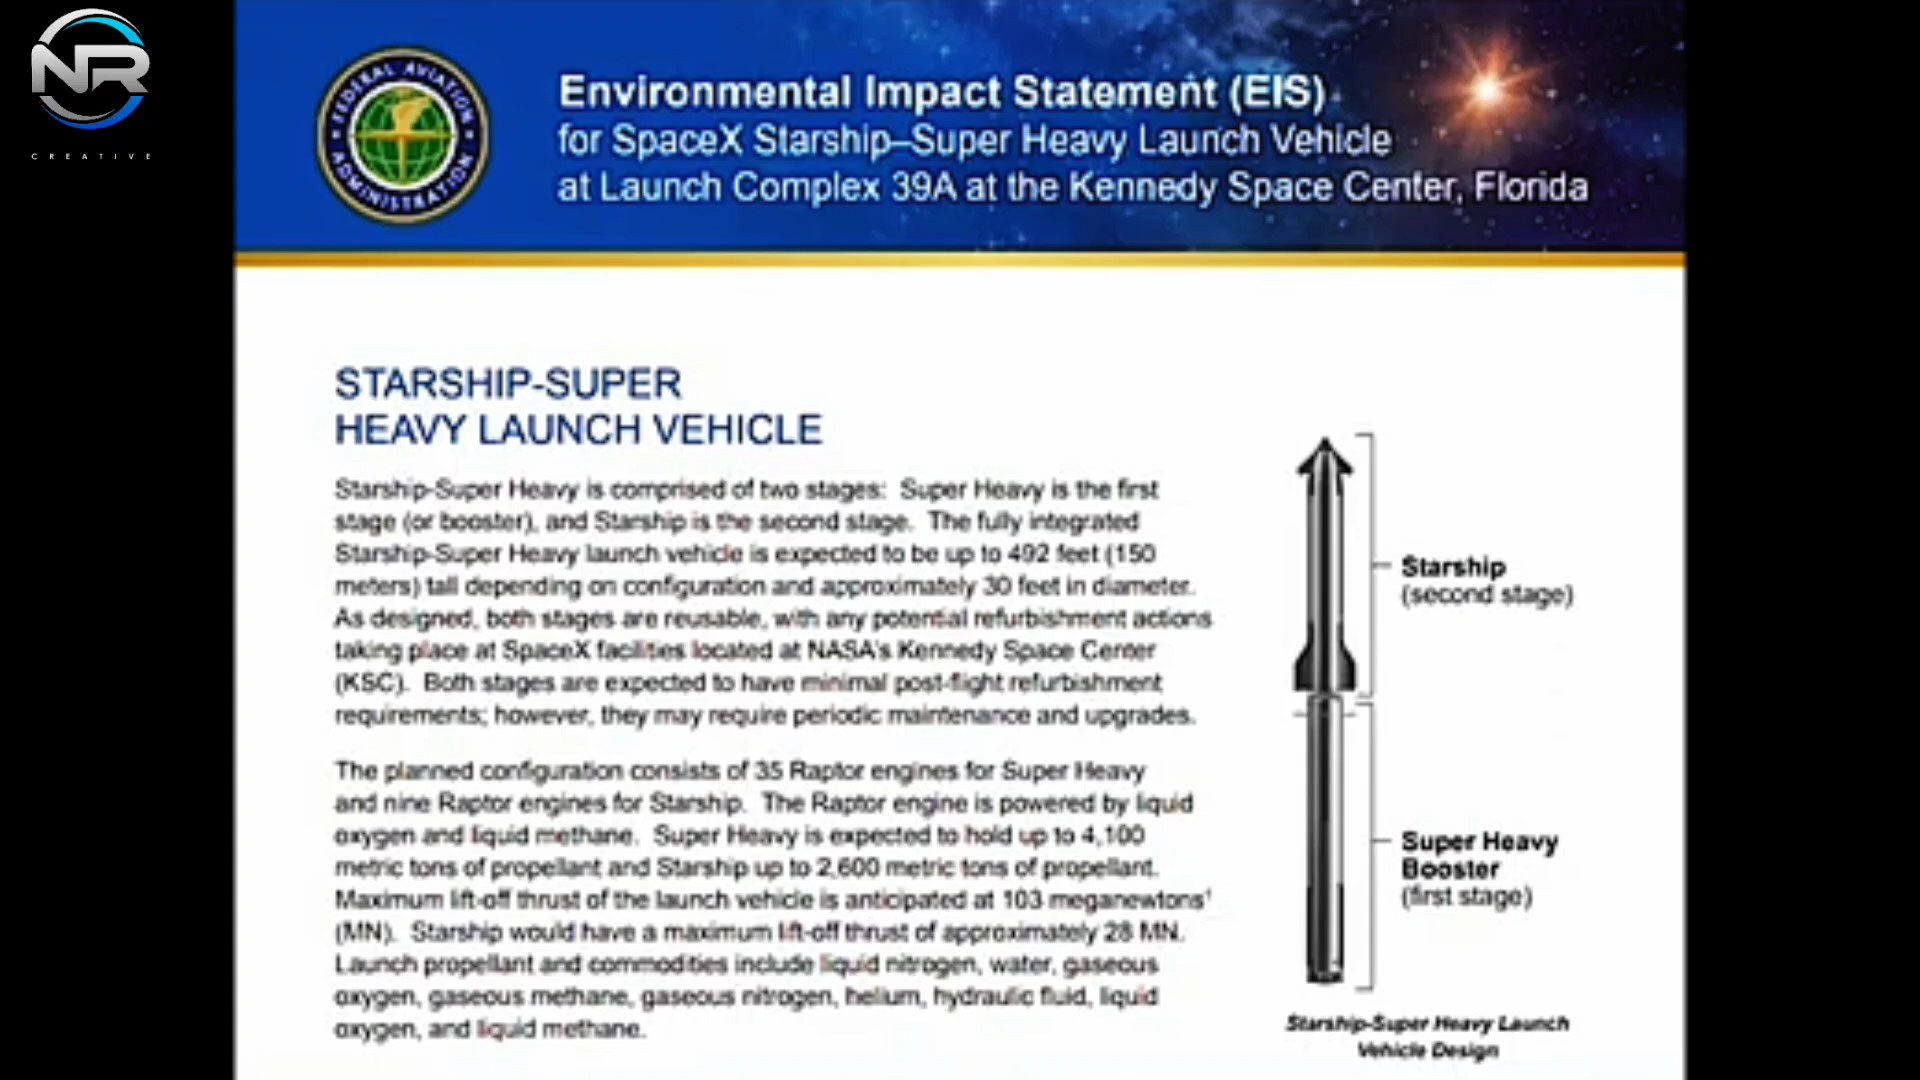 NR
CREATIVE
FEDERAL AVIATION
ADMINISTRATION
Environmental Impact Statement (EIS)
for SpaceX Starship–Super Heavy Launch Vehicle
at Launch Complex 39A at the Kennedy Space Center, Florida
STARSHIP-SUPER
HEAVY LAUNCH VEHICLE
Starship-Super Heavy is comprised of two stages: Super Heavy is the first
stage (or booster), and Starship is the second stage. The fully integrated
Starship-Super Heavy launch vehicle is expected to be up to 492 feet (150
meters) tall depending on configuration and approximately 30 feet in diameter.
As designed, both stages are reusable, with any potential refurbishment actions
taking place at SpaceX facilities located at NASA's Kennedy Space Center
(KSC). Both stages are expected to have minimal post-flight refurbishment
requirements; however, they may require periodic maintenance and upgrades.
The planned configuration consists of 35 Raptor engines for Super Heavy
and nine Raptor engines for Starship. The Raptor engine is powered by liquid
oxygen and liquid methane. Super Heavy is expected to hold up to 4,100
metric tons of propellant and Starship up to 2,600 metric tons of propellant.
Maximum lift-off thrust of the launch vehicle is anticipated at 103 meganewtons¹
(MN). Starship would have a maximum lift-off thrust of approximately 28 MN.
Launch propellant and commodities include liquid nitrogen, water, gaseous
oxygen, gaseous methane, gaseous nitrogen, helium, hydraulic fluid, liquid
oxygen, and liquid methane.
Starship
(second stage)
Super Heavy
Booster
(first stage)
Starship-Super Heavy Launch
Vehicle Design